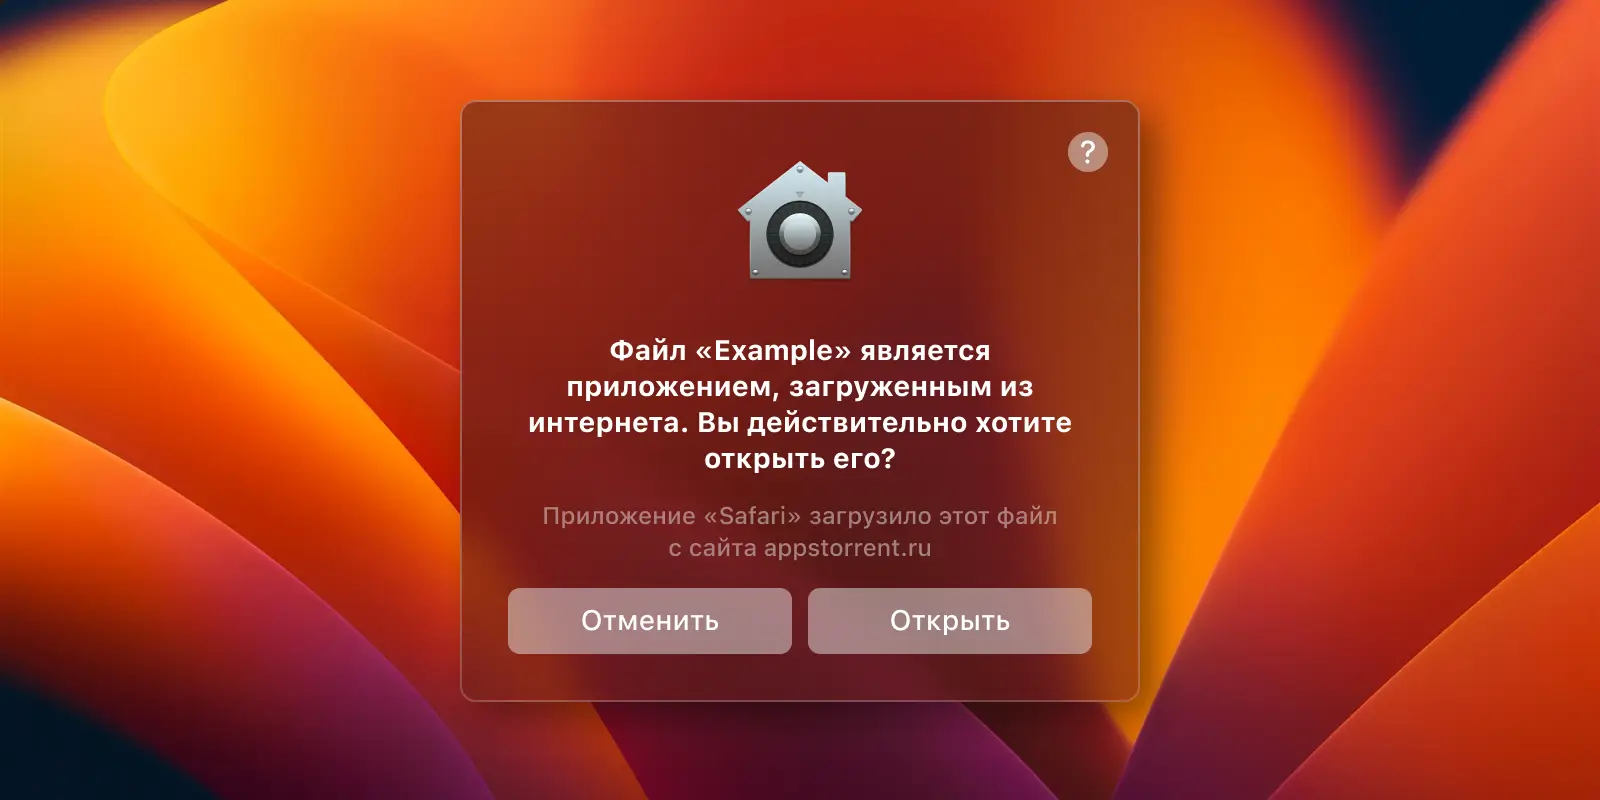 ?
Файл «Example» является
приложением, загруженным из
интернета. Вы действительно хотите
открыть его?
Приложение «Safari» загрузило этот файл
с сайта appstorrent.ru
Отменить
Открыть